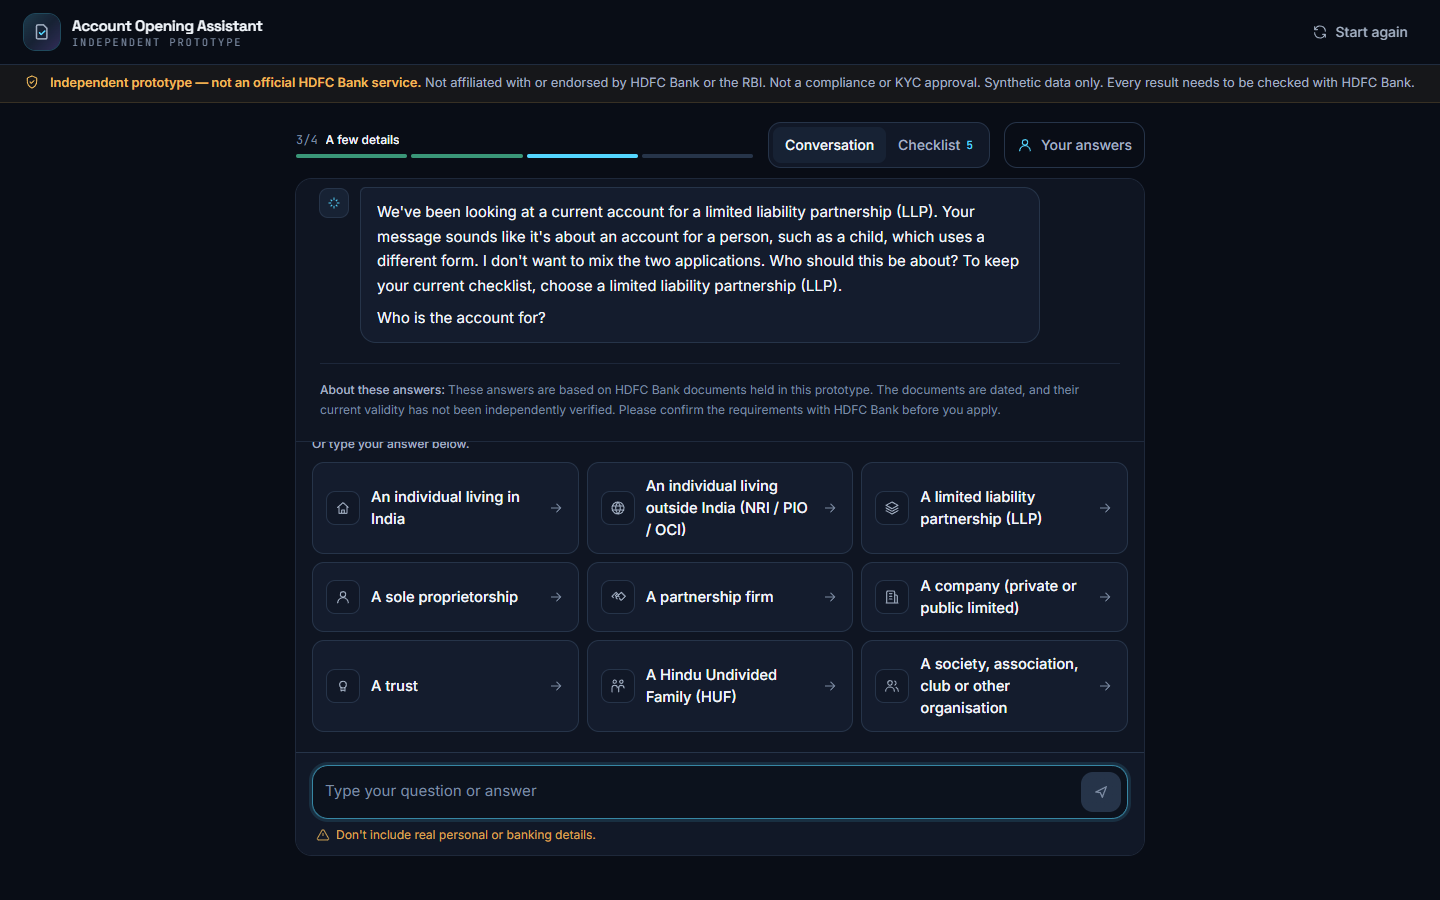 Account Opening Assistant
INDEPENDENT PROTOTYPE
Start again
Independent prototype — not an official HDFC Bank service. Not affiliated with or endorsed by HDFC Bank or the RBI. Not a compliance or KYC approval. Synthetic data only. Every result needs to be checked with HDFC Bank.
3/4 A few details
Conversation
Checklist 5
Your answers
We've been looking at a current account for a limited liability partnership (LLP). Your
message sounds like it's about an account for a person, such as a child, which uses a
different form. I don't want to mix the two applications. Who should this be about? To keep
your current checklist, choose a limited liability partnership (LLP).
Who is the account for?
About these answers: These answers are based on HDFC Bank documents held in this prototype. The documents are dated, and their
current validity has not been independently verified. Please confirm the requirements with HDFC Bank before you apply.
Or type your answer below.
An individual living in
India
An individual living
outside India (NRI / PIO
/ OCI)
A limited liability
partnership (LLP)
A sole proprietorship
A partnership firm
A company (private or
public limited)
A trust
A Hindu Undivided
Family (HUF)
A society, association,
club or other
organisation
Type your question or answer
Don't include real personal or banking details.